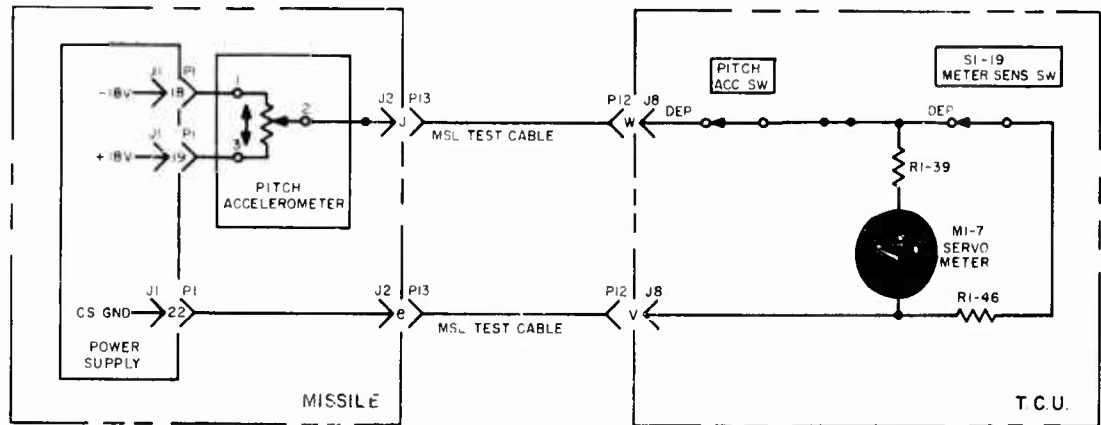 J1 P1
-18V 18
J1 P1
+18V 19
1
2
3
PITCH
ACCELEROMETER
J2 P13
J
MSL TEST CABLE
P12 J8
W
DEP
PITCH
ACC SW
S1-19
METER SENS SW
DEP
R1-39
M1-7
SERVO
METER
R1-46
J1 P1
CS GND 22
POWER
SUPPLY
J2 P13
e
MSL TEST CABLE
P12 J8
V
MISSILE
T.C.U.